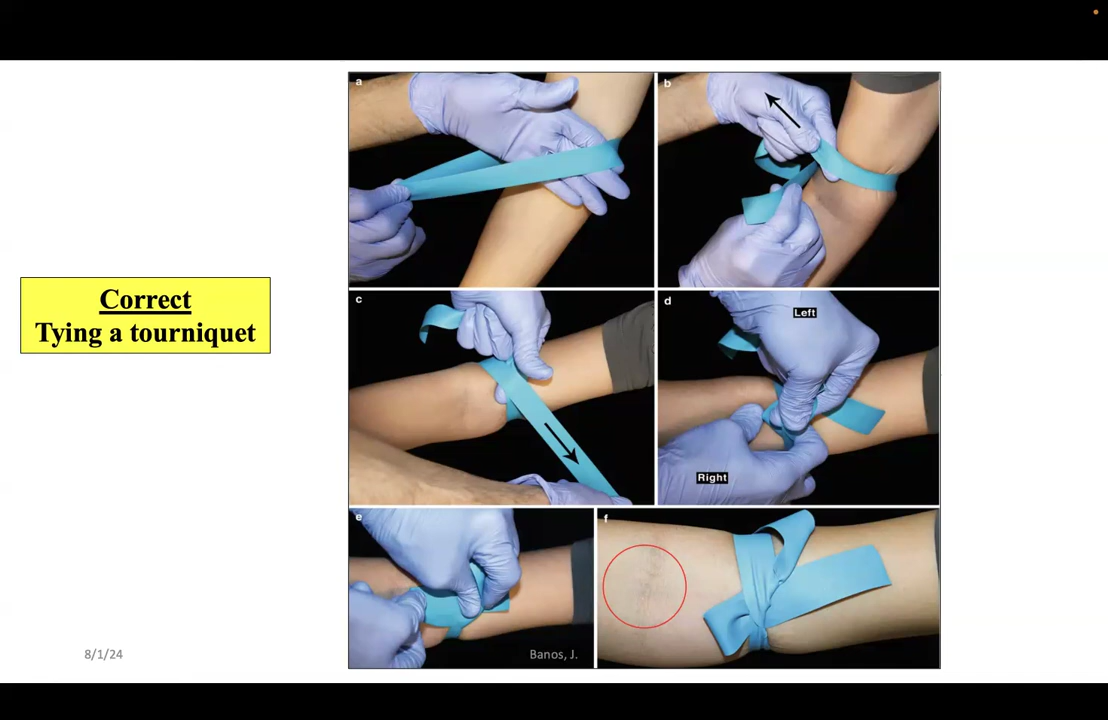 Correct
Tying a tourniquet
a
b
c
d
Left
Right
e
f
8/1/24
Banos, J.